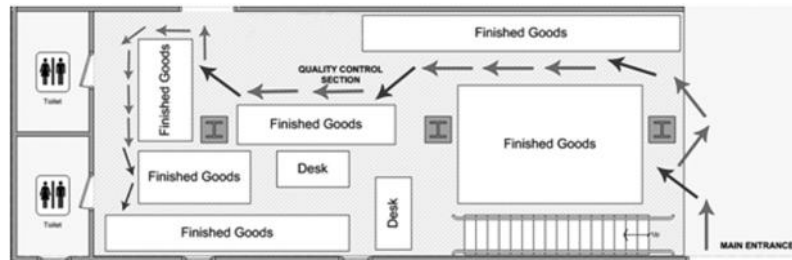 Finished Goods
Toilet
Finished Goods
QUALITY CONTROL
SECTION
Finished Goods
Finished Goods
Finished Goods
Desk
Toilet
Desk
Finished Goods
Up
MAIN ENTRANCE